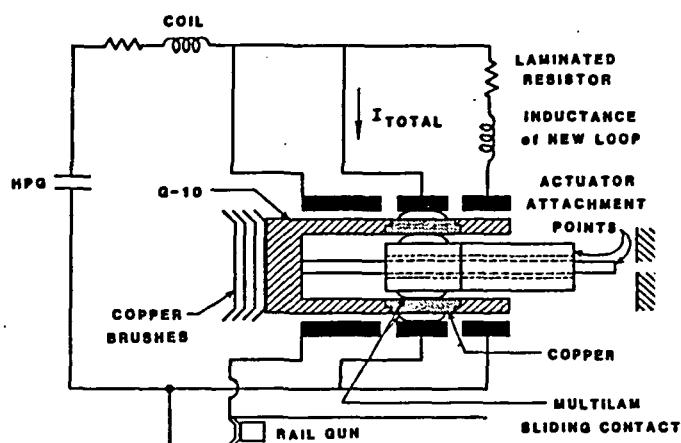 COIL
LAMINATED
RESISTOR
I TOTAL
INDUCTANCE
of NEW LOOP
HPG
G-10
ACTUATOR
ATTACHMENT
POINTS
COPPER
BRUSHES
COPPER
MULTILAM
SLIDING CONTACT
RAIL GUN